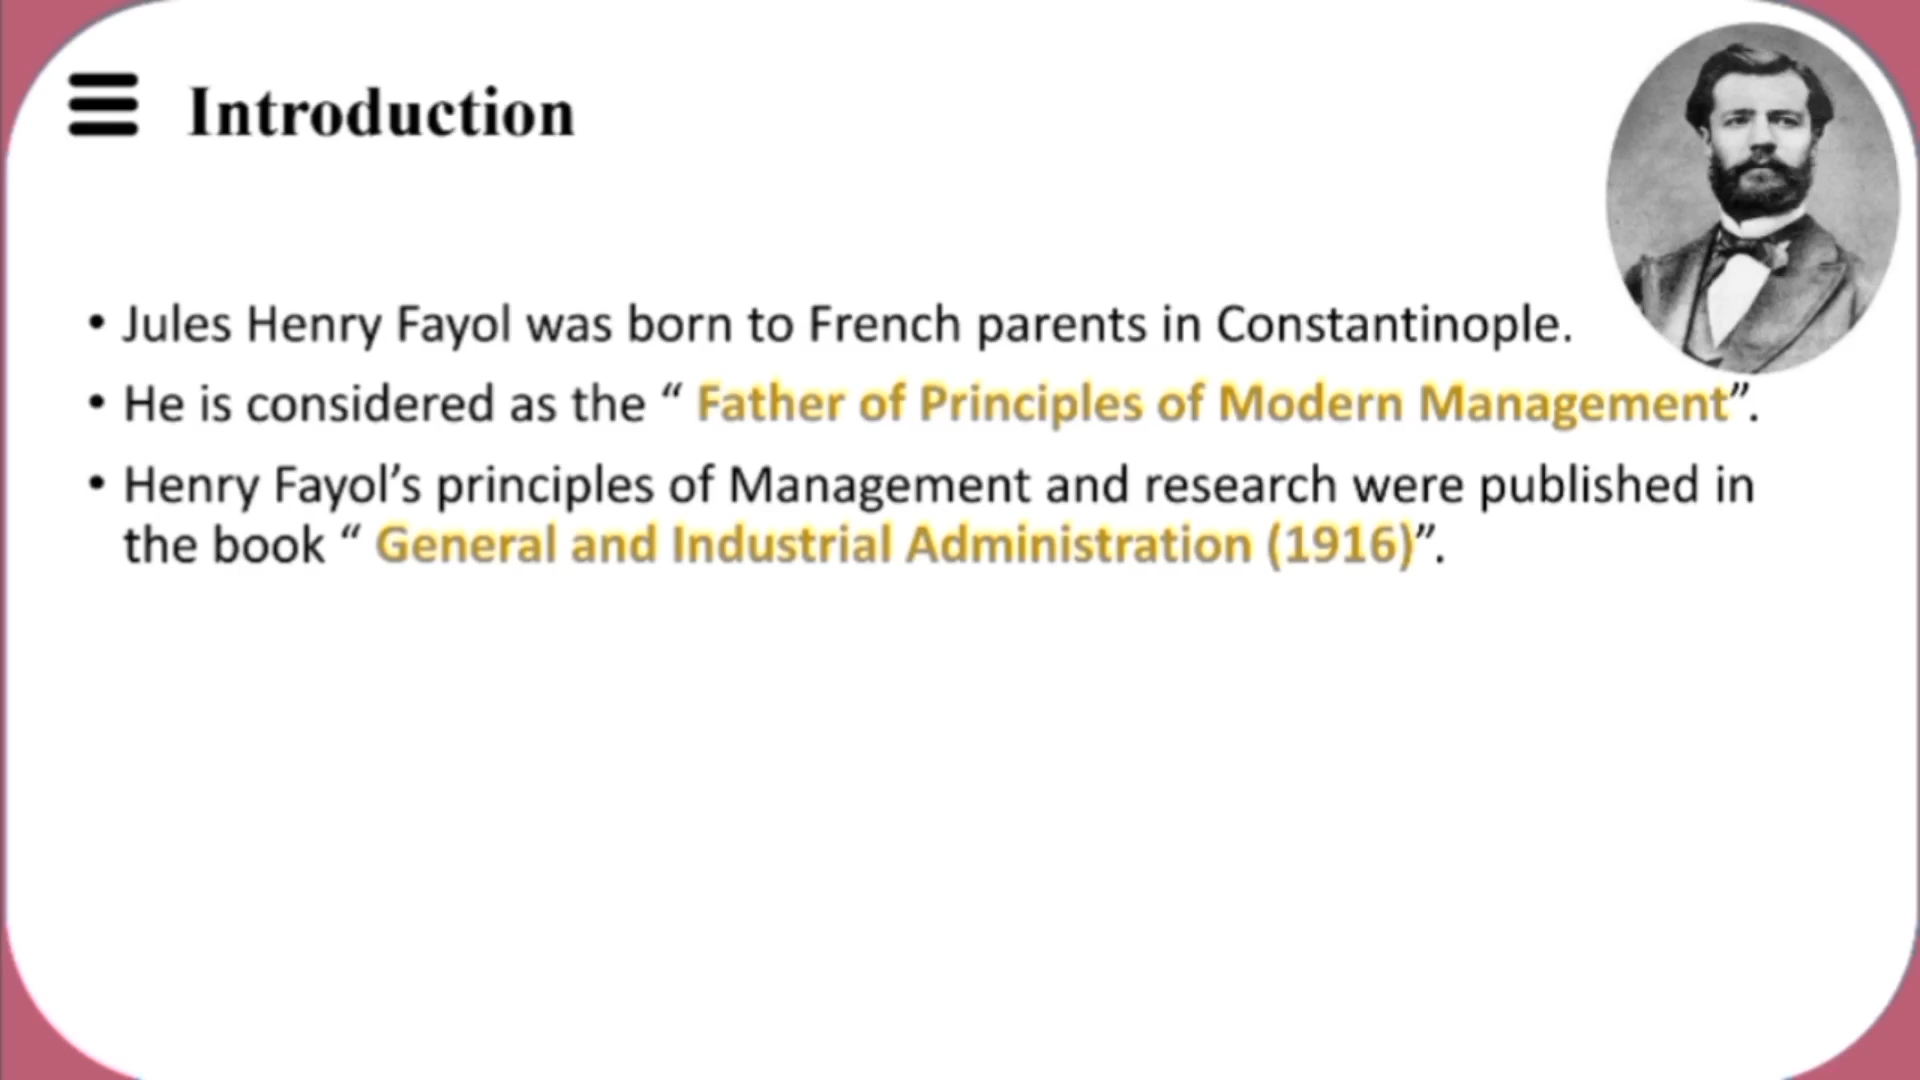 Introduction
• Jules Henry Fayol was born to French parents in Constantinople.
• He is considered as the “ Father of Principles of Modern Management”.
• Henry Fayol’s principles of Management and research were published in
the book “ General and Industrial Administration (1916)”.